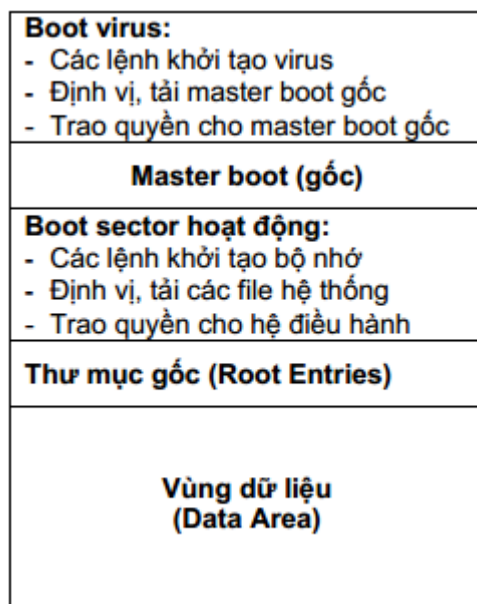 Boot virus:
- Các lệnh khởi tạo virus
- Định vị, tải master boot gốc
- Trao quyền cho master boot gốc
Master boot (gốc)
Boot sector hoạt động:
- Các lệnh khởi tạo bộ nhớ
- Định vị, tải các file hệ thống
- Trao quyền cho hệ điều hành
Thư mục gốc (Root Entries)
Vùng dữ liệu
(Data Area)